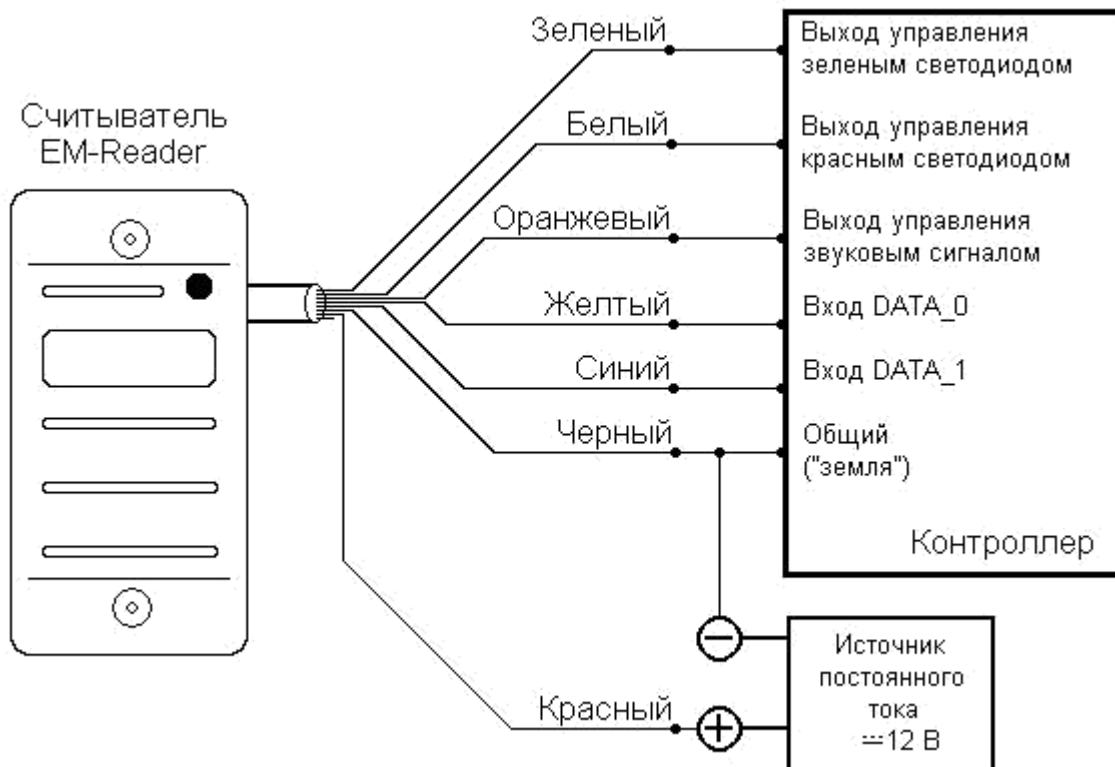 Зеленый
Выход управления
зеленым светодиодом
Считыватель
EM-Reader
Белый
Выход управления
красным светодиодом
Оранжевый
Выход управления
звуковым сигналом
Желтый
Вход DATA_0
Синий
Вход DATA_1
Черный
Общий
("земля")
Контроллер
Источник
постоянного
тока
⎓12 В
Красный